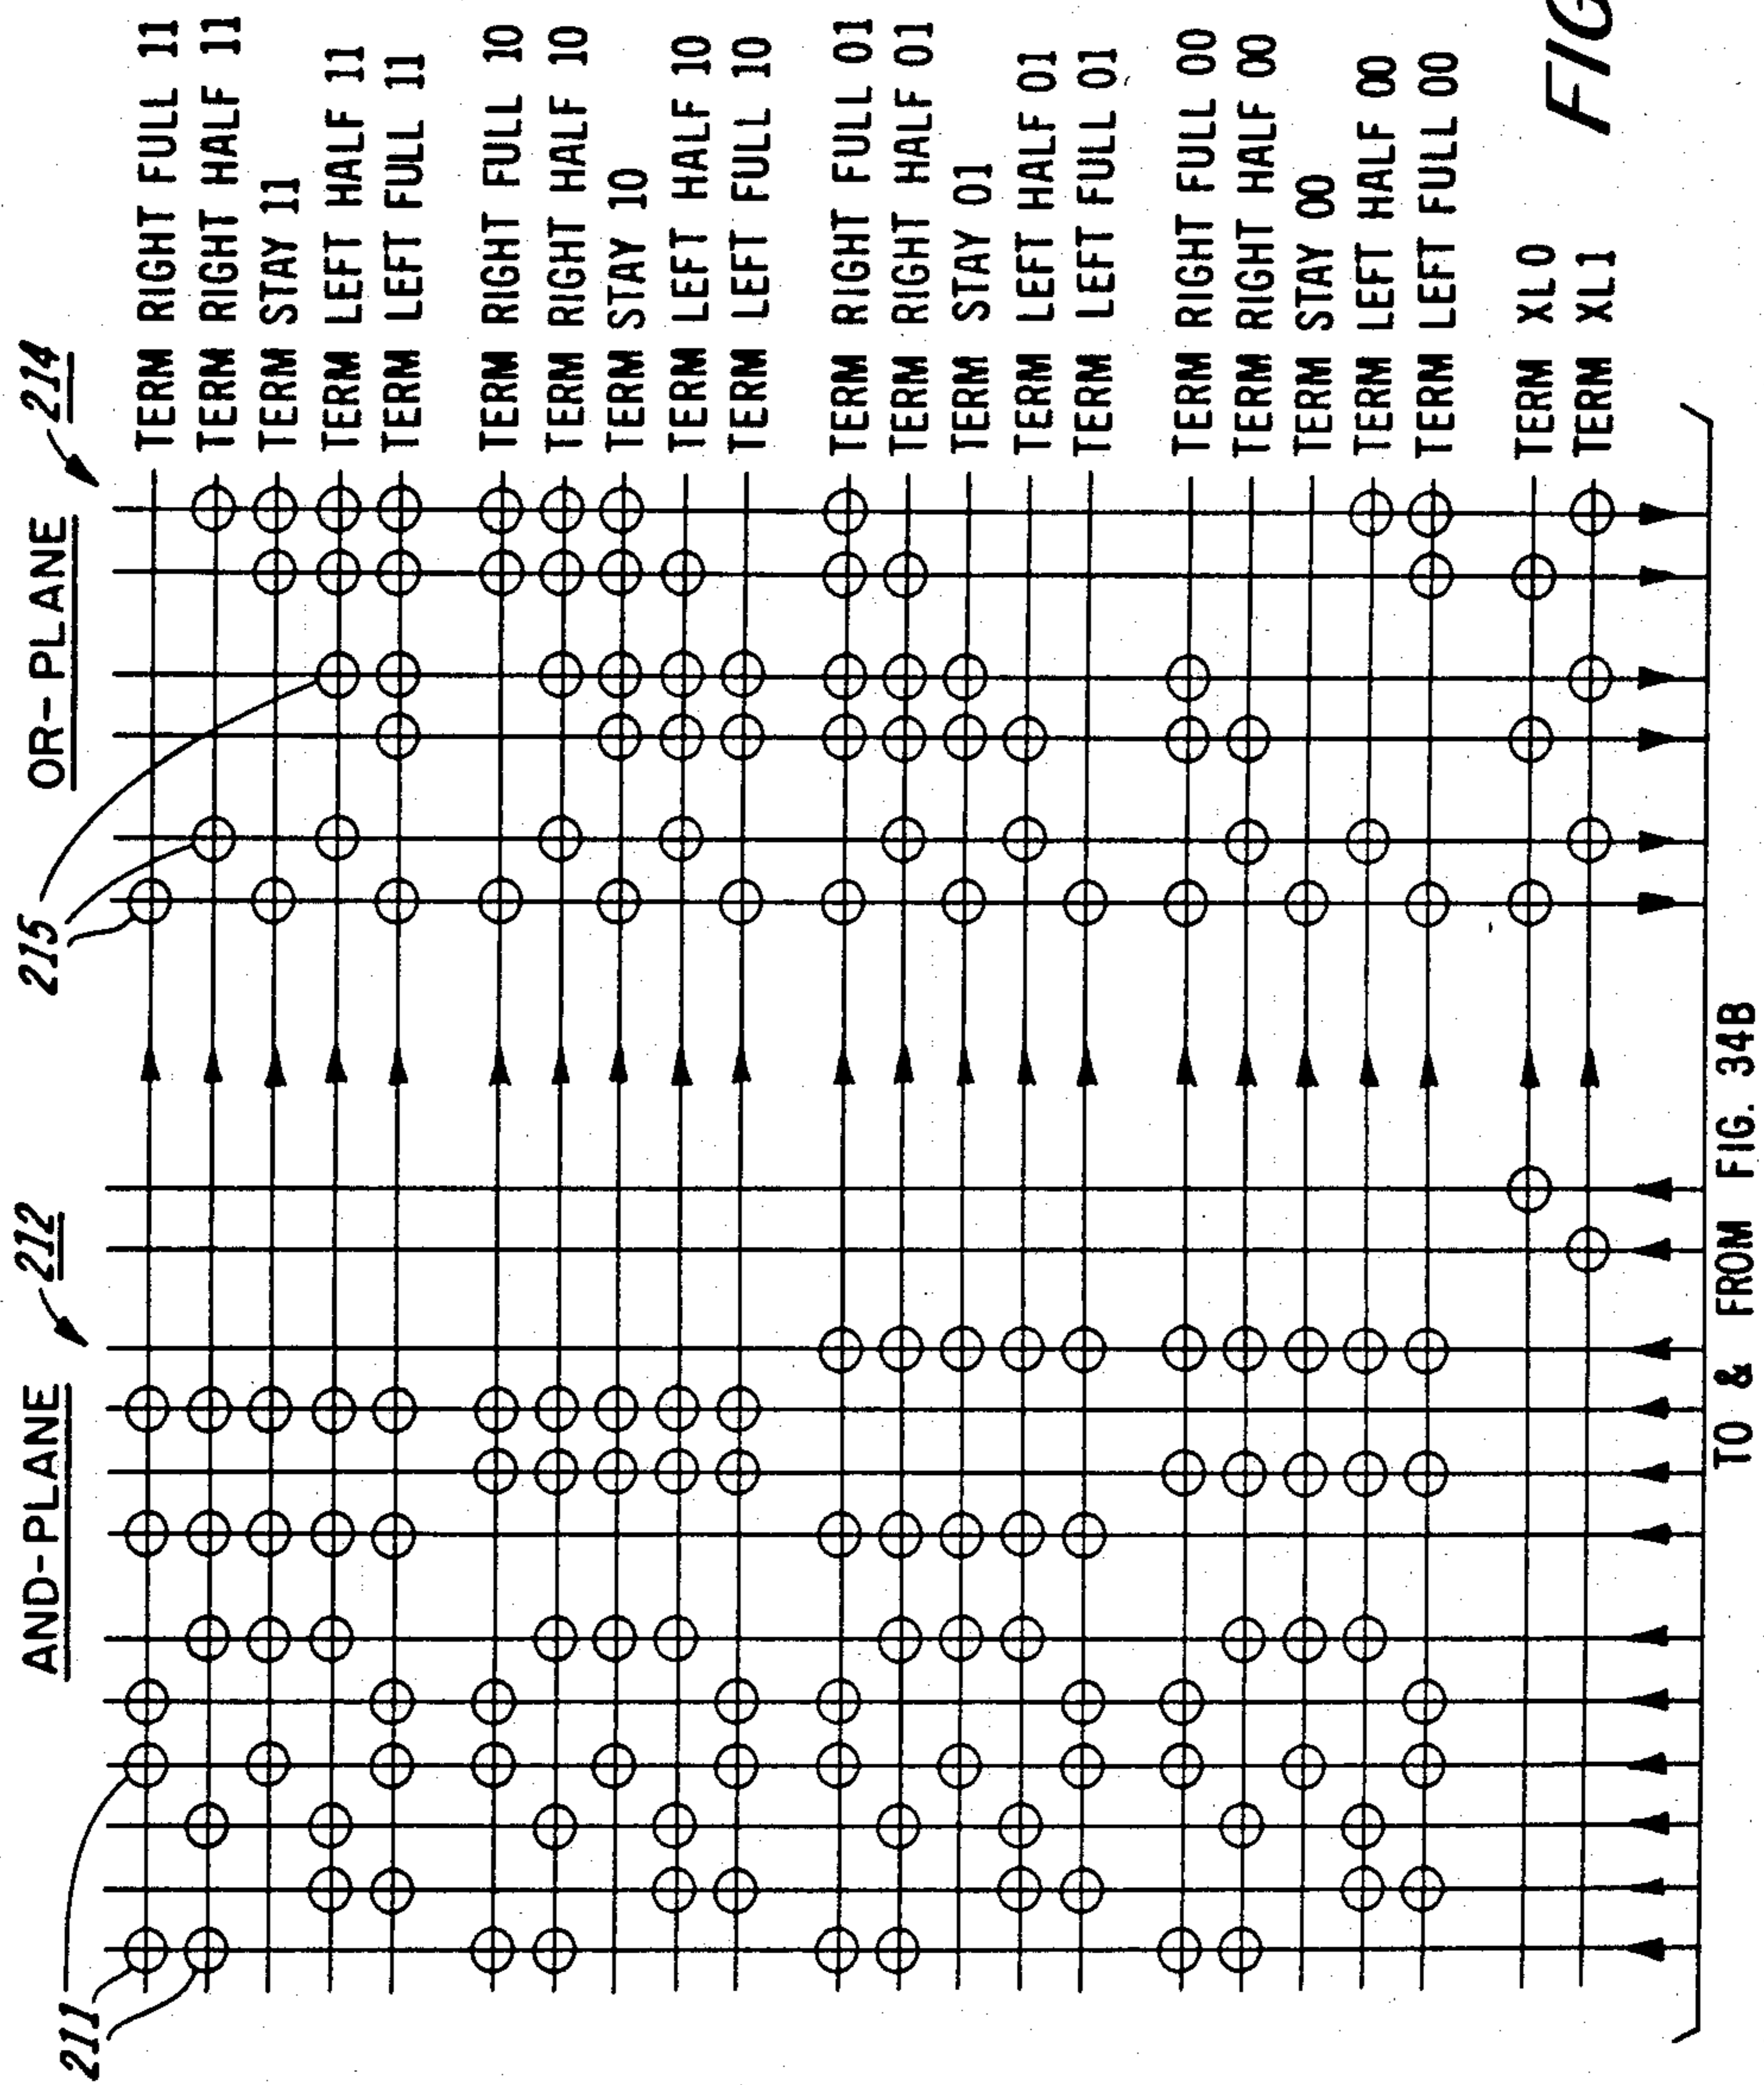 AND-PLANE
212
OR-PLANE
214
211
215
TERM RIGHT FULL 11
TERM RIGHT HALF 11
TERM STAY 11
TERM LEFT HALF 11
TERM LEFT FULL 11
TERM RIGHT FULL 10
TERM RIGHT HALF 10
TERM STAY 10
TERM LEFT HALF 10
TERM LEFT FULL 10
TERM RIGHT FULL 01
TERM RIGHT HALF 01
TERM STAY 01
TERM LEFT HALF 01
TERM LEFT FULL 01
TERM RIGHT FULL 00
TERM RIGHT HALF 00
TERM STAY 00
TERM LEFT HALF 00
TERM LEFT FULL 00
TERM XL0
TERM XL1
TO & FROM FIG. 34B
FIG